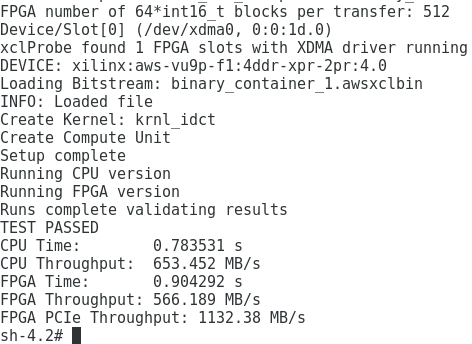 FPGA number of 64*int16_t blocks per transfer: 512
Device/Slot[0] (/dev/xdma0, 0:0:1d.0)
xclProbe found 1 FPGA slots with XDMA driver running
DEVICE: xilinx:aws-vu9p-f1:4ddr-xpr-2pr:4.0
Loading Bitstream: binary_container_1.awsxclbin
INFO: Loaded file
Create Kernel: krnl_idct
Create Compute Unit
Setup complete
Running CPU version
Running FPGA version
Runs complete validating results
TEST PASSED
CPU Time:        0.783531 s
CPU Throughput:  653.452 MB/s
FPGA Time:       0.904292 s
FPGA Throughput: 566.189 MB/s
FPGA PCIe Throughput: 1132.38 MB/s
sh-4.2#